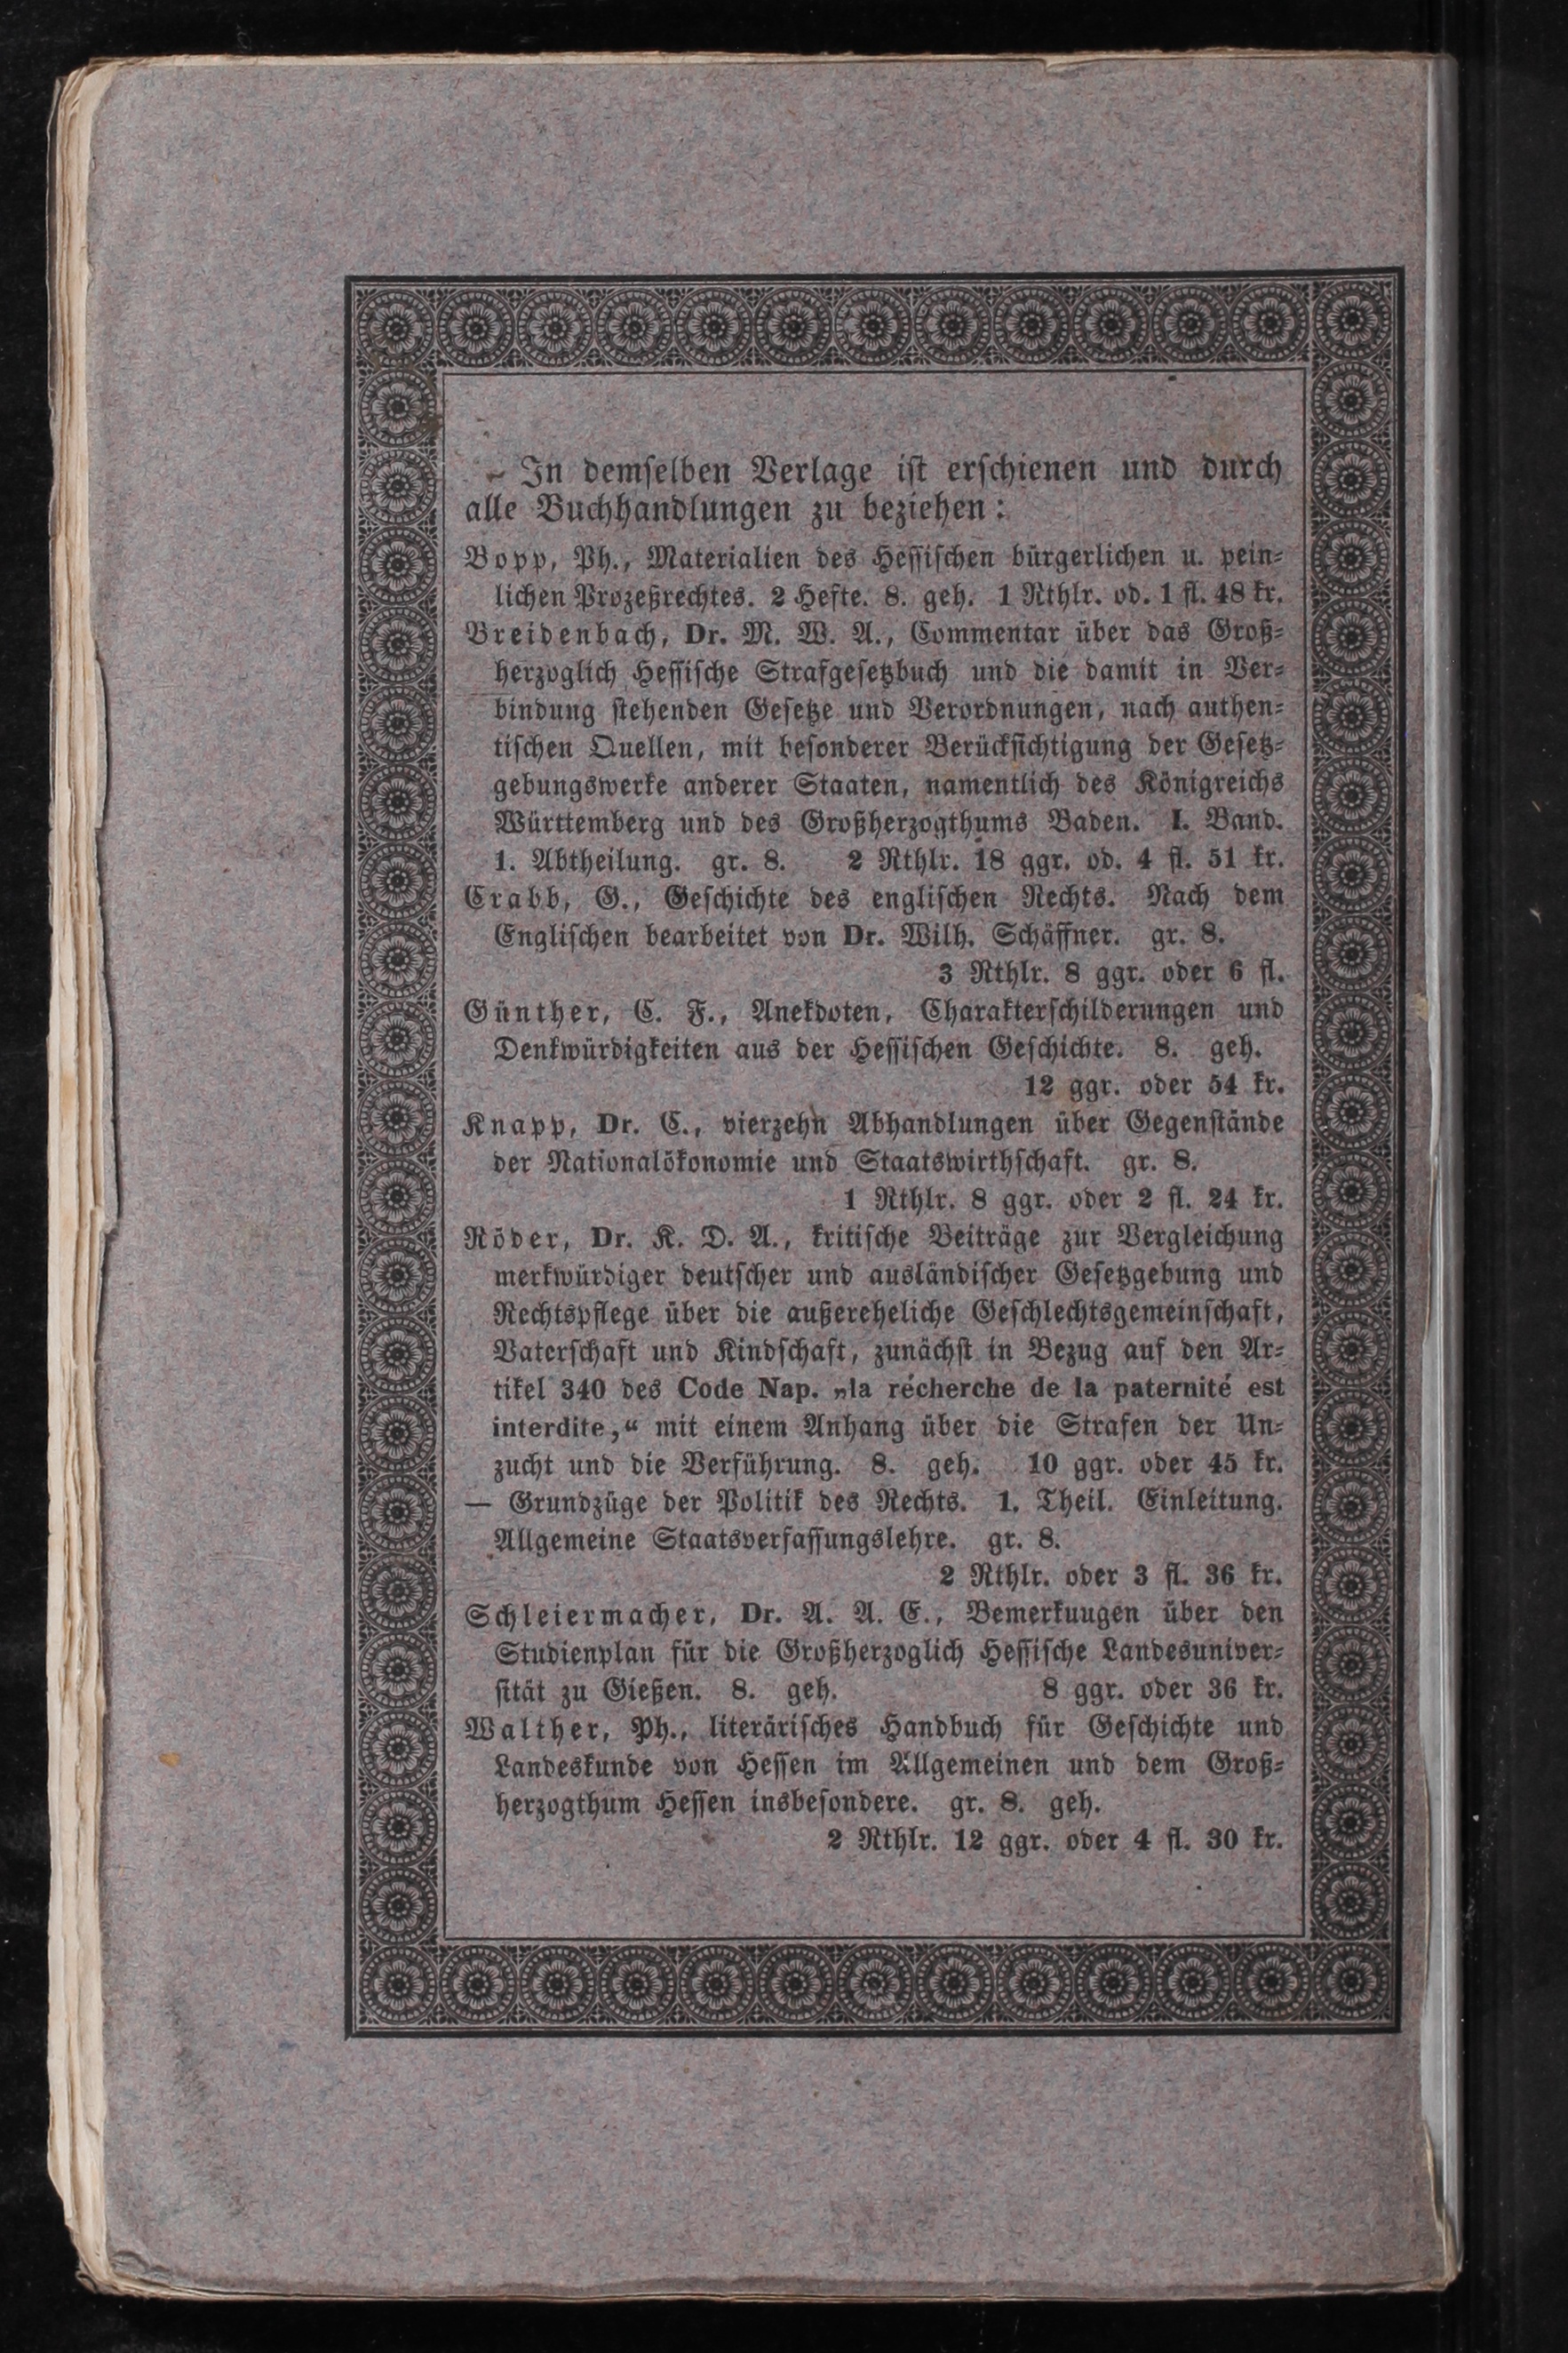 In demſelben Verlage iſt erſchienen und durch
alle Buchhandlungen zu beziehen:
Bopp, Ph., Materialien des Heſſiſchen bürgerlichen u. pein-
lichen Prozeßrechtes. 2 Hefte. 8. geh. 1 Rthlr. od. 1 fl. 48 kr.
Breidenbach, Dr. M. W. A., Commentar über das Groß-
herzoglich Heſſiſche Strafgeſetzbuch und die damit in Ver-
bindung ſtehenden Geſetze und Verordnungen, nach authen-
tiſchen Quellen, mit beſonderer Berückſichtigung der Geſetz-
gebungswerke anderer Staaten, namentlich des Königreichs
Württemberg und des Großherzogthums Baden. I. Band.
1. Abtheilung. gr. 8. 2 Rthlr. 18 ggr. od. 4 fl. 51 kr.
Crabb, G., Geſchichte des engliſchen Rechts. Nach dem
Engliſchen bearbeitet von Dr. Wilh. Schäffner. gr. 8.
3 Rthlr. 8 ggr. oder 6 fl.
Günther, C. F., Anekdoten, Charakterſchilderungen und
Denkwürdigkeiten aus der Heſſiſchen Geſchichte. 8. geh.
12 ggr. oder 54 kr.
Knapp, Dr. C., vierzehn Abhandlungen über Gegenſtände
der Nationalökonomie und Staatswirthſchaft. gr. 8.
1 Rthlr. 8 ggr. oder 2 fl. 24 kr.
Röder, Dr. K. D. A., kritiſche Beiträge zur Vergleichung
merkwürdiger deutſcher und ausländiſcher Geſetzgebung und
Rechtspflege über die außereheliche Geſchlechtsgemeinſchaft,
Vaterſchaft und Kindſchaft, zunächſt in Bezug auf den Ar-
tikel 340 des Code Nap. „la récherche de la paternité est
interdite,“ mit einem Anhang über die Strafen der Un-
zucht und die Verführung. 8. geh. 10 ggr. oder 45 kr.
— Grundzüge der Politik des Rechts. 1. Theil. Einleitung.
Allgemeine Staatsverfaſſungslehre. gr. 8.
2 Rthlr. oder 3 fl. 36 kr.
Schleiermacher, Dr. A. A. E., Bemerkuugen über den
Studienplan für die Großherzoglich Heſſiſche Landesuniver-
ſität zu Gießen. 8. geh. 8 ggr. oder 36 kr.
Walther, Ph., literäriſches Handbuch für Geſchichte und
Landeskunde von Heſſen im Allgemeinen und dem Groß-
herzogthum Heſſen insbeſondere. gr. 8. geh.
2 Rthlr. 12 ggr. oder 4 fl. 30 kr.